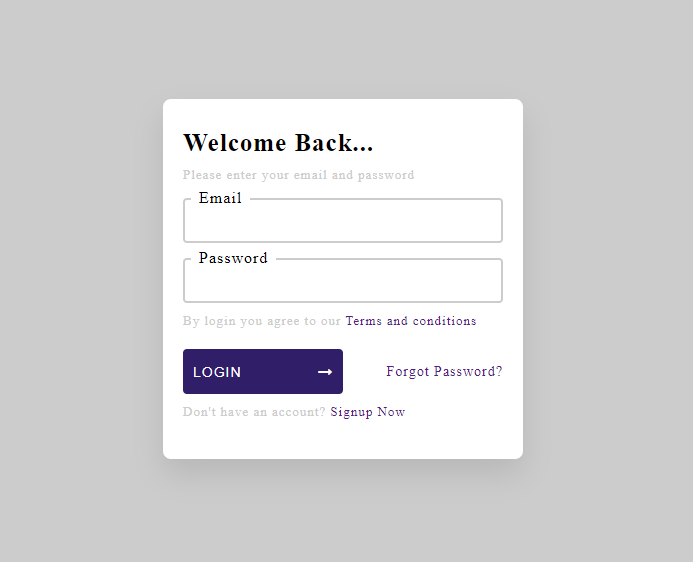 Welcome Back...
Please enter your email and password
Email
Password
By login you agree to our Terms and conditions
LOGIN Forgot Password?
Don't have an account? Signup Now